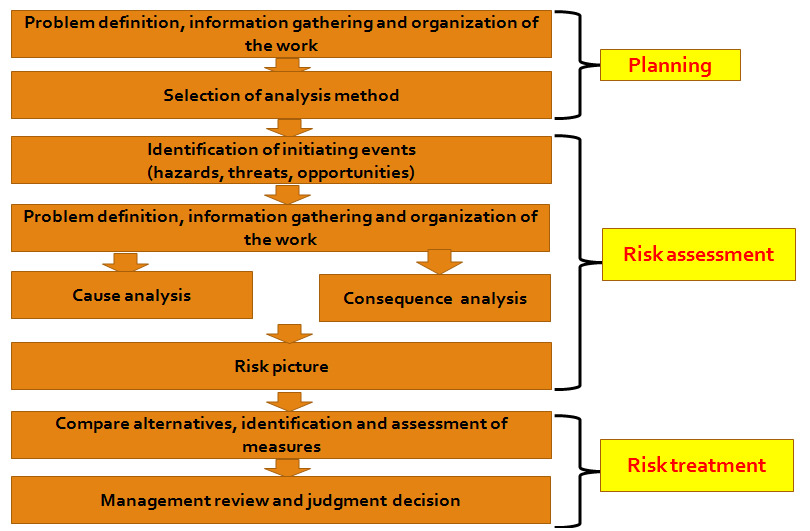 Problem definition, information gathering and organization of
the work
Planning
Selection of analysis method
Identification of initiating events
(hazards, threats, opportunities)
Problem definition, information gathering and organization of
the work
Risk assessment
Cause analysis
Consequence analysis
Risk picture
Compare alternatives, identification and assessment of
measures
Risk treatment
Management review and judgment decision